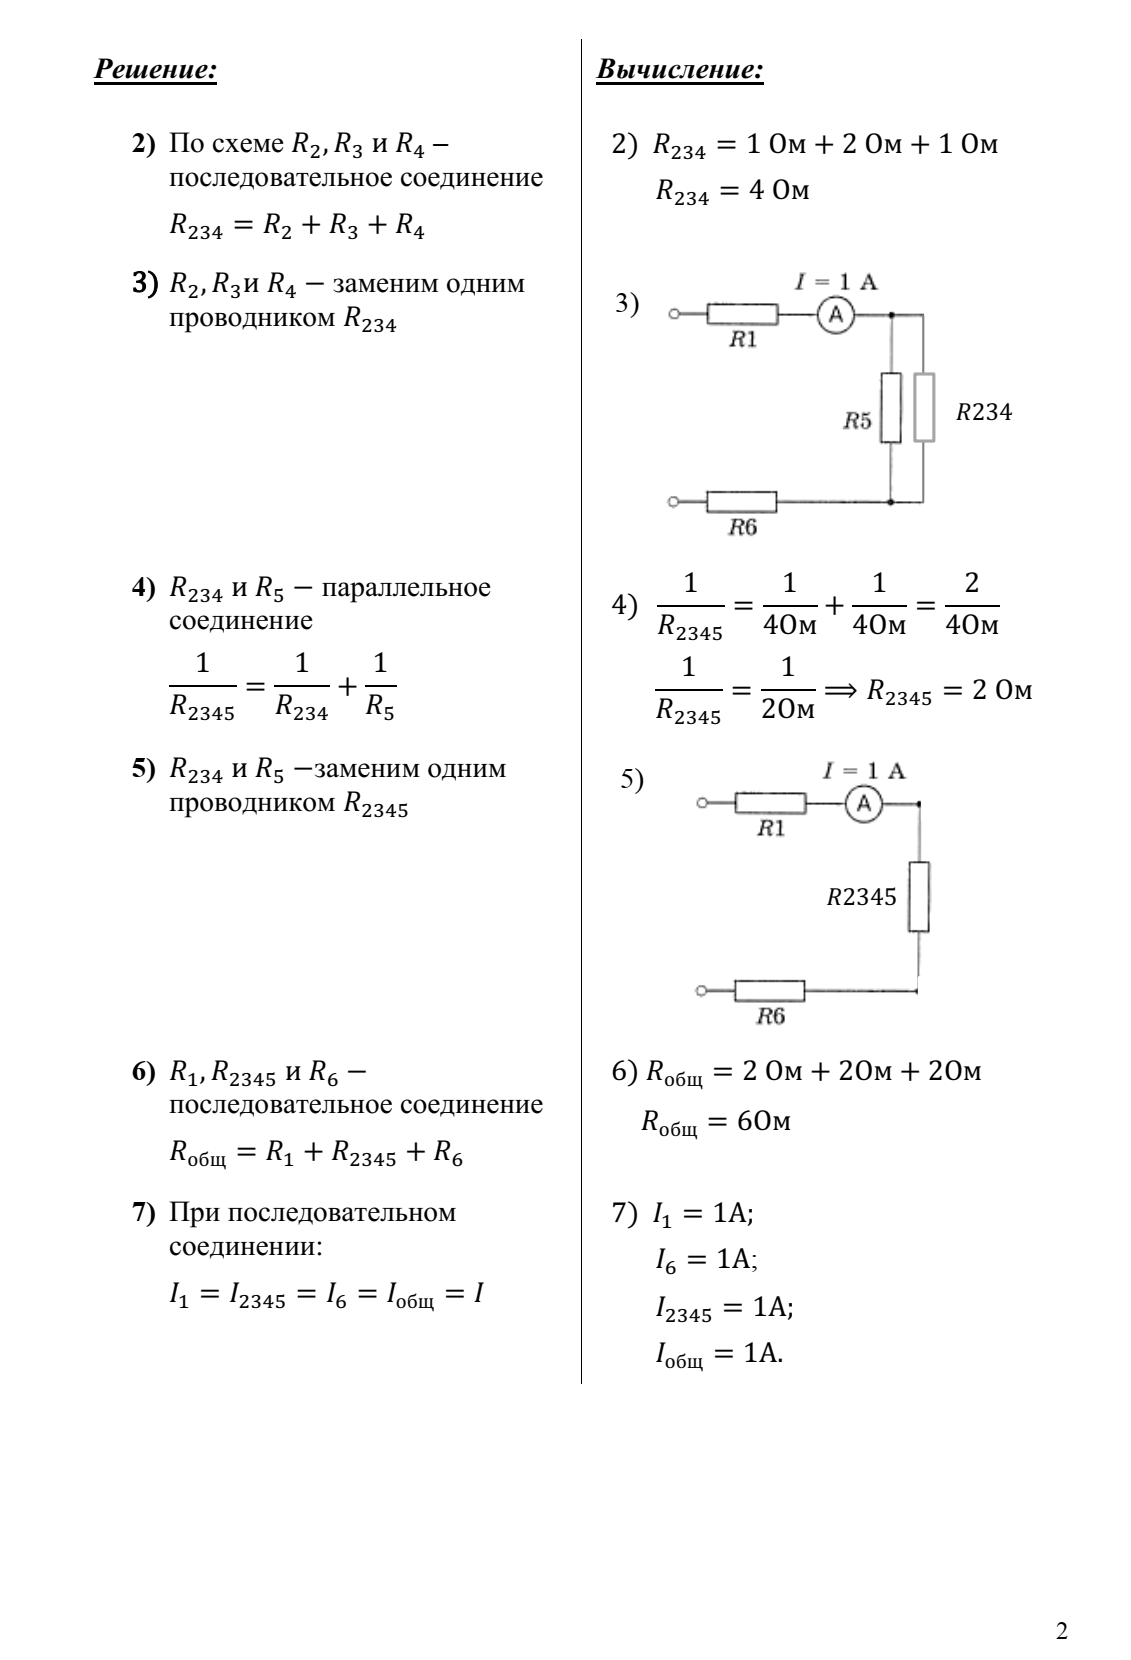 Решение:
2) По схеме R₂, R₃ и R₄ –
последовательное соединение
R₂₃₄ = R₂ + R₃ + R₄
3) R₂, R₃и R₄ − заменим одним
проводником R₂₃₄
4) R₂₃₄ и R₅ − параллельное
соединение
1/R₂₃₄₅ = 1/R₂₃₄ + 1/R₅
5) R₂₃₄ и R₅ −заменим одним
проводником R₂₃₄₅
6) R₁, R₂₃₄₅ и R₆ −
последовательное соединение
Rобщ = R₁ + R₂₃₄₅ + R₆
7) При последовательном
соединении:
I₁ = I₂₃₄₅ = I₆ = Iобщ = I
Вычисление:
2) R₂₃₄ = 1 Ом + 2 Ом + 1 Ом
R₂₃₄ = 4 Ом
3)
I = 1 А
A
R1
R5
R234
R6
4) 1/R₂₃₄₅ = 1/4Ом + 1/4Ом = 2/4Ом
1/R₂₃₄₅ = 1/2Ом ⟹ R₂₃₄₅ = 2 Ом
5)
I = 1 А
A
R1
R2345
R6
6) Rобщ = 2 Ом + 2Ом + 2Ом
Rобщ = 6Ом
7) I₁ = 1А;
I₆ = 1А;
I₂₃₄₅ = 1А;
Iобщ = 1А.
2